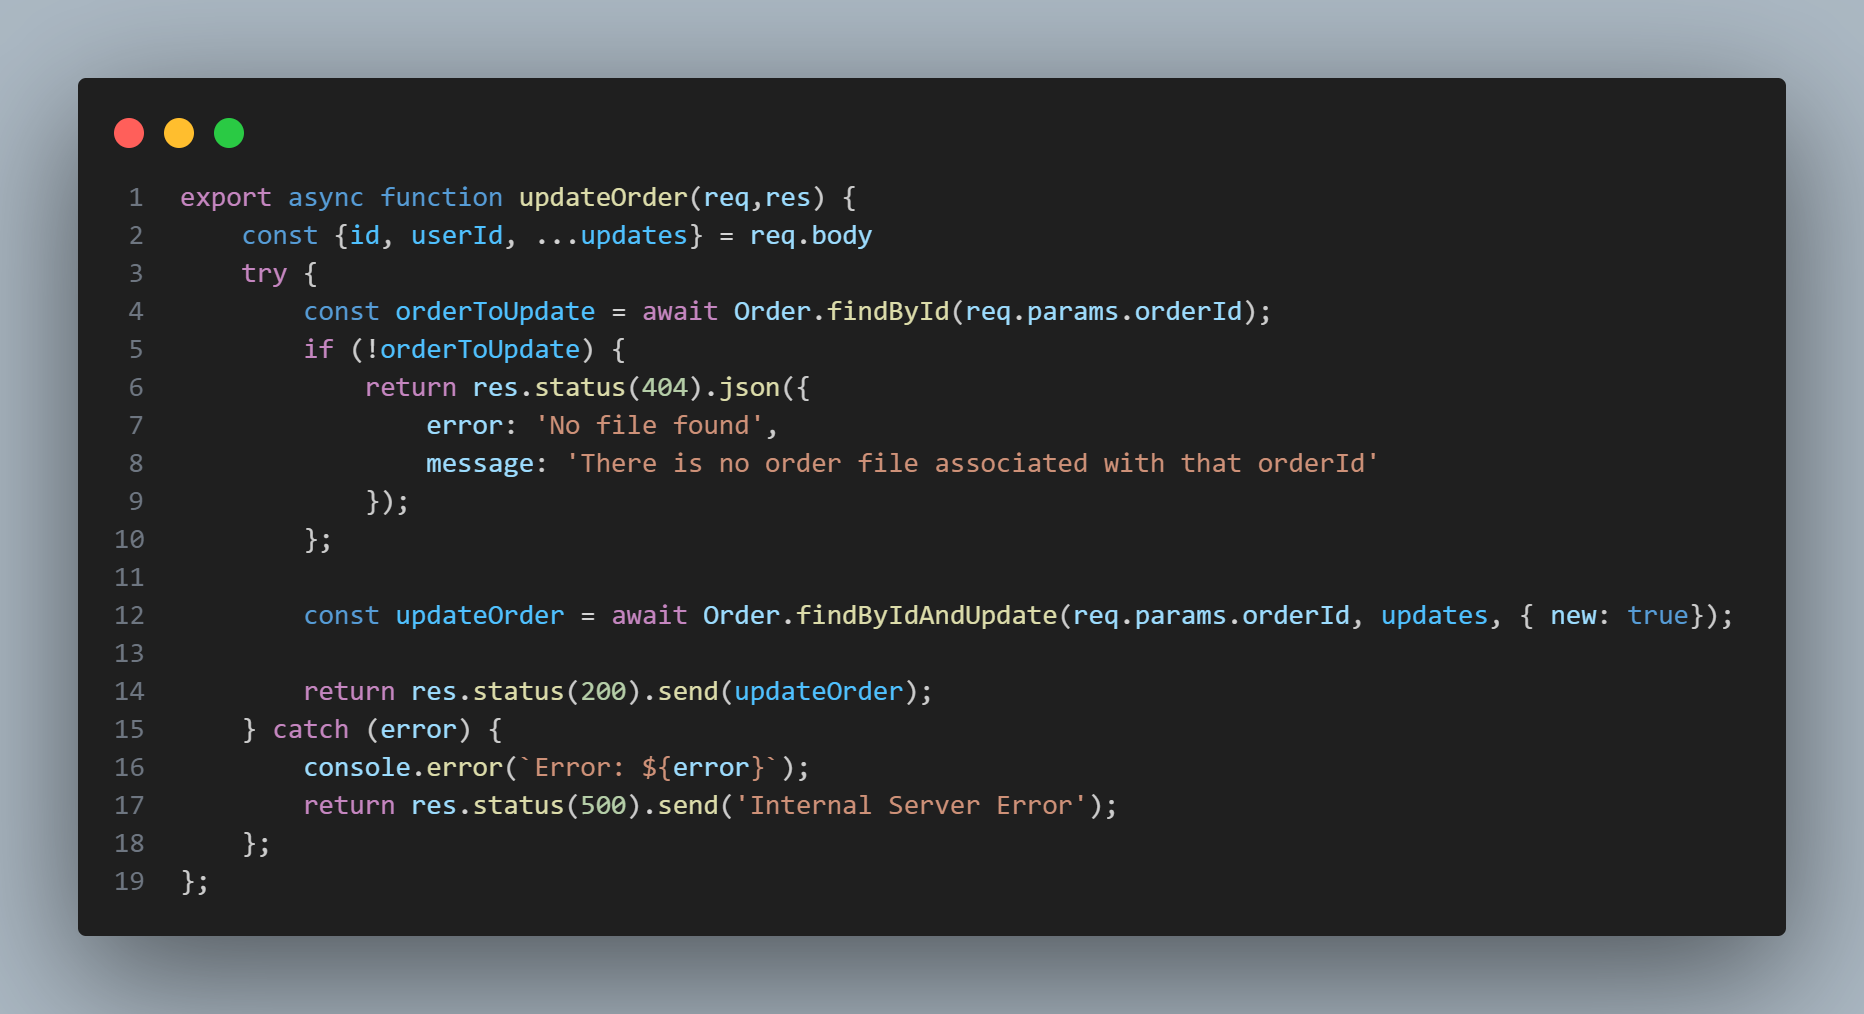 1 export async function updateOrder(req,res) {
2     const {id, userId, ...updates} = req.body
3     try {
4         const orderToUpdate = await Order.findById(req.params.orderId);
5         if (!orderToUpdate) {
6             return res.status(404).json({
7                 error: 'No file found',
8                 message: 'There is no order file associated with that orderId'
9             });
10         };
11
12         const updateOrder = await Order.findByIdAndUpdate(req.params.orderId, updates, { new: true});
13
14         return res.status(200).send(updateOrder);
15     } catch (error) {
16         console.error(`Error: ${error}`);
17         return res.status(500).send('Internal Server Error');
18     };
19 };